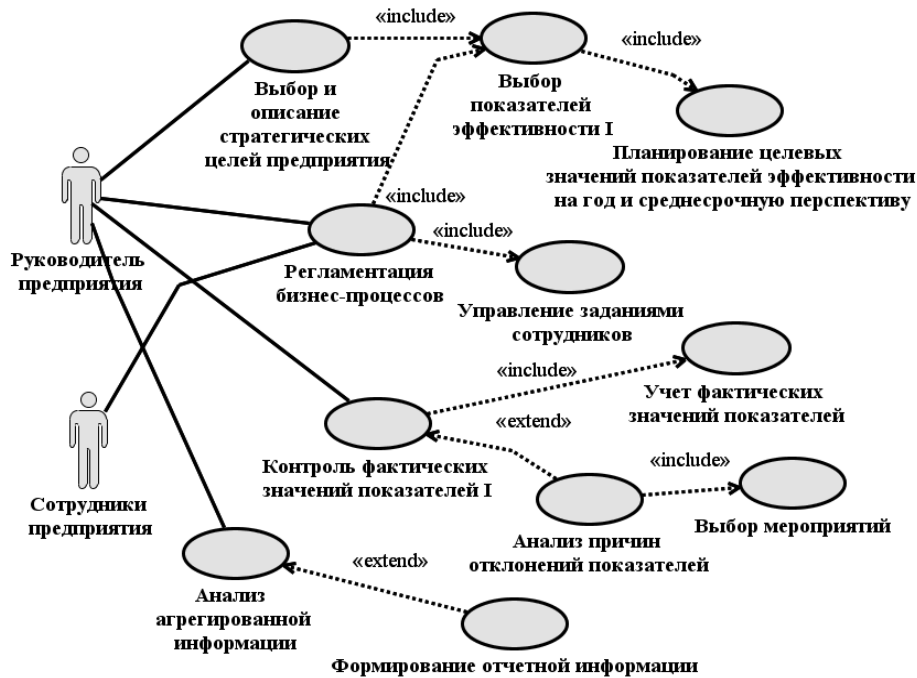 «include»
«include»
Выбор и
описание
стратегических
целей предприятия
Выбор
показателей
эффективности I
Планирование целевых
значений показателей эффективности
на год и среднесрочную перспективу
«include»
«include»
Руководитель
предприятия
Регламентация
бизнес-процессов
Управление заданиями
сотрудников
«include»
Учет фактических
значений показателей
«extend»
Контроль фактических
значений показателей I
«include»
Сотрудники
предприятия
Анализ причин
отклонений показателей
Выбор мероприятий
«extend»
Анализ
агрегированной
информации
Формирование отчетной информации